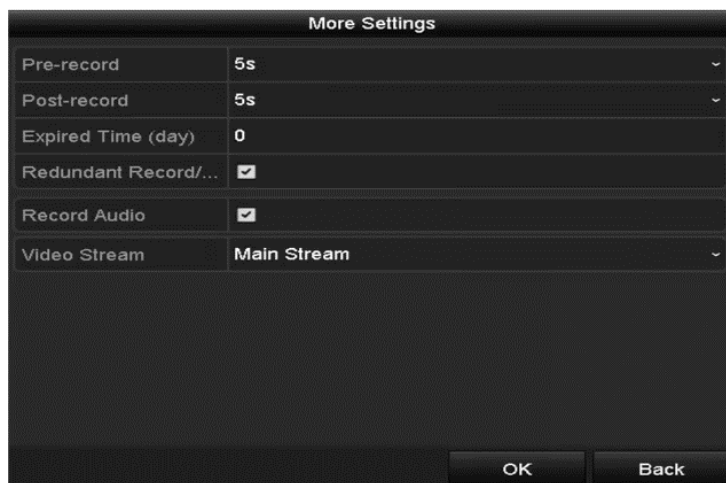 More Settings
Pre-record 5s
Post-record 5s
Expired Time (day) 0
Redundant Record/...
Record Audio
Video Stream Main Stream
OK Back